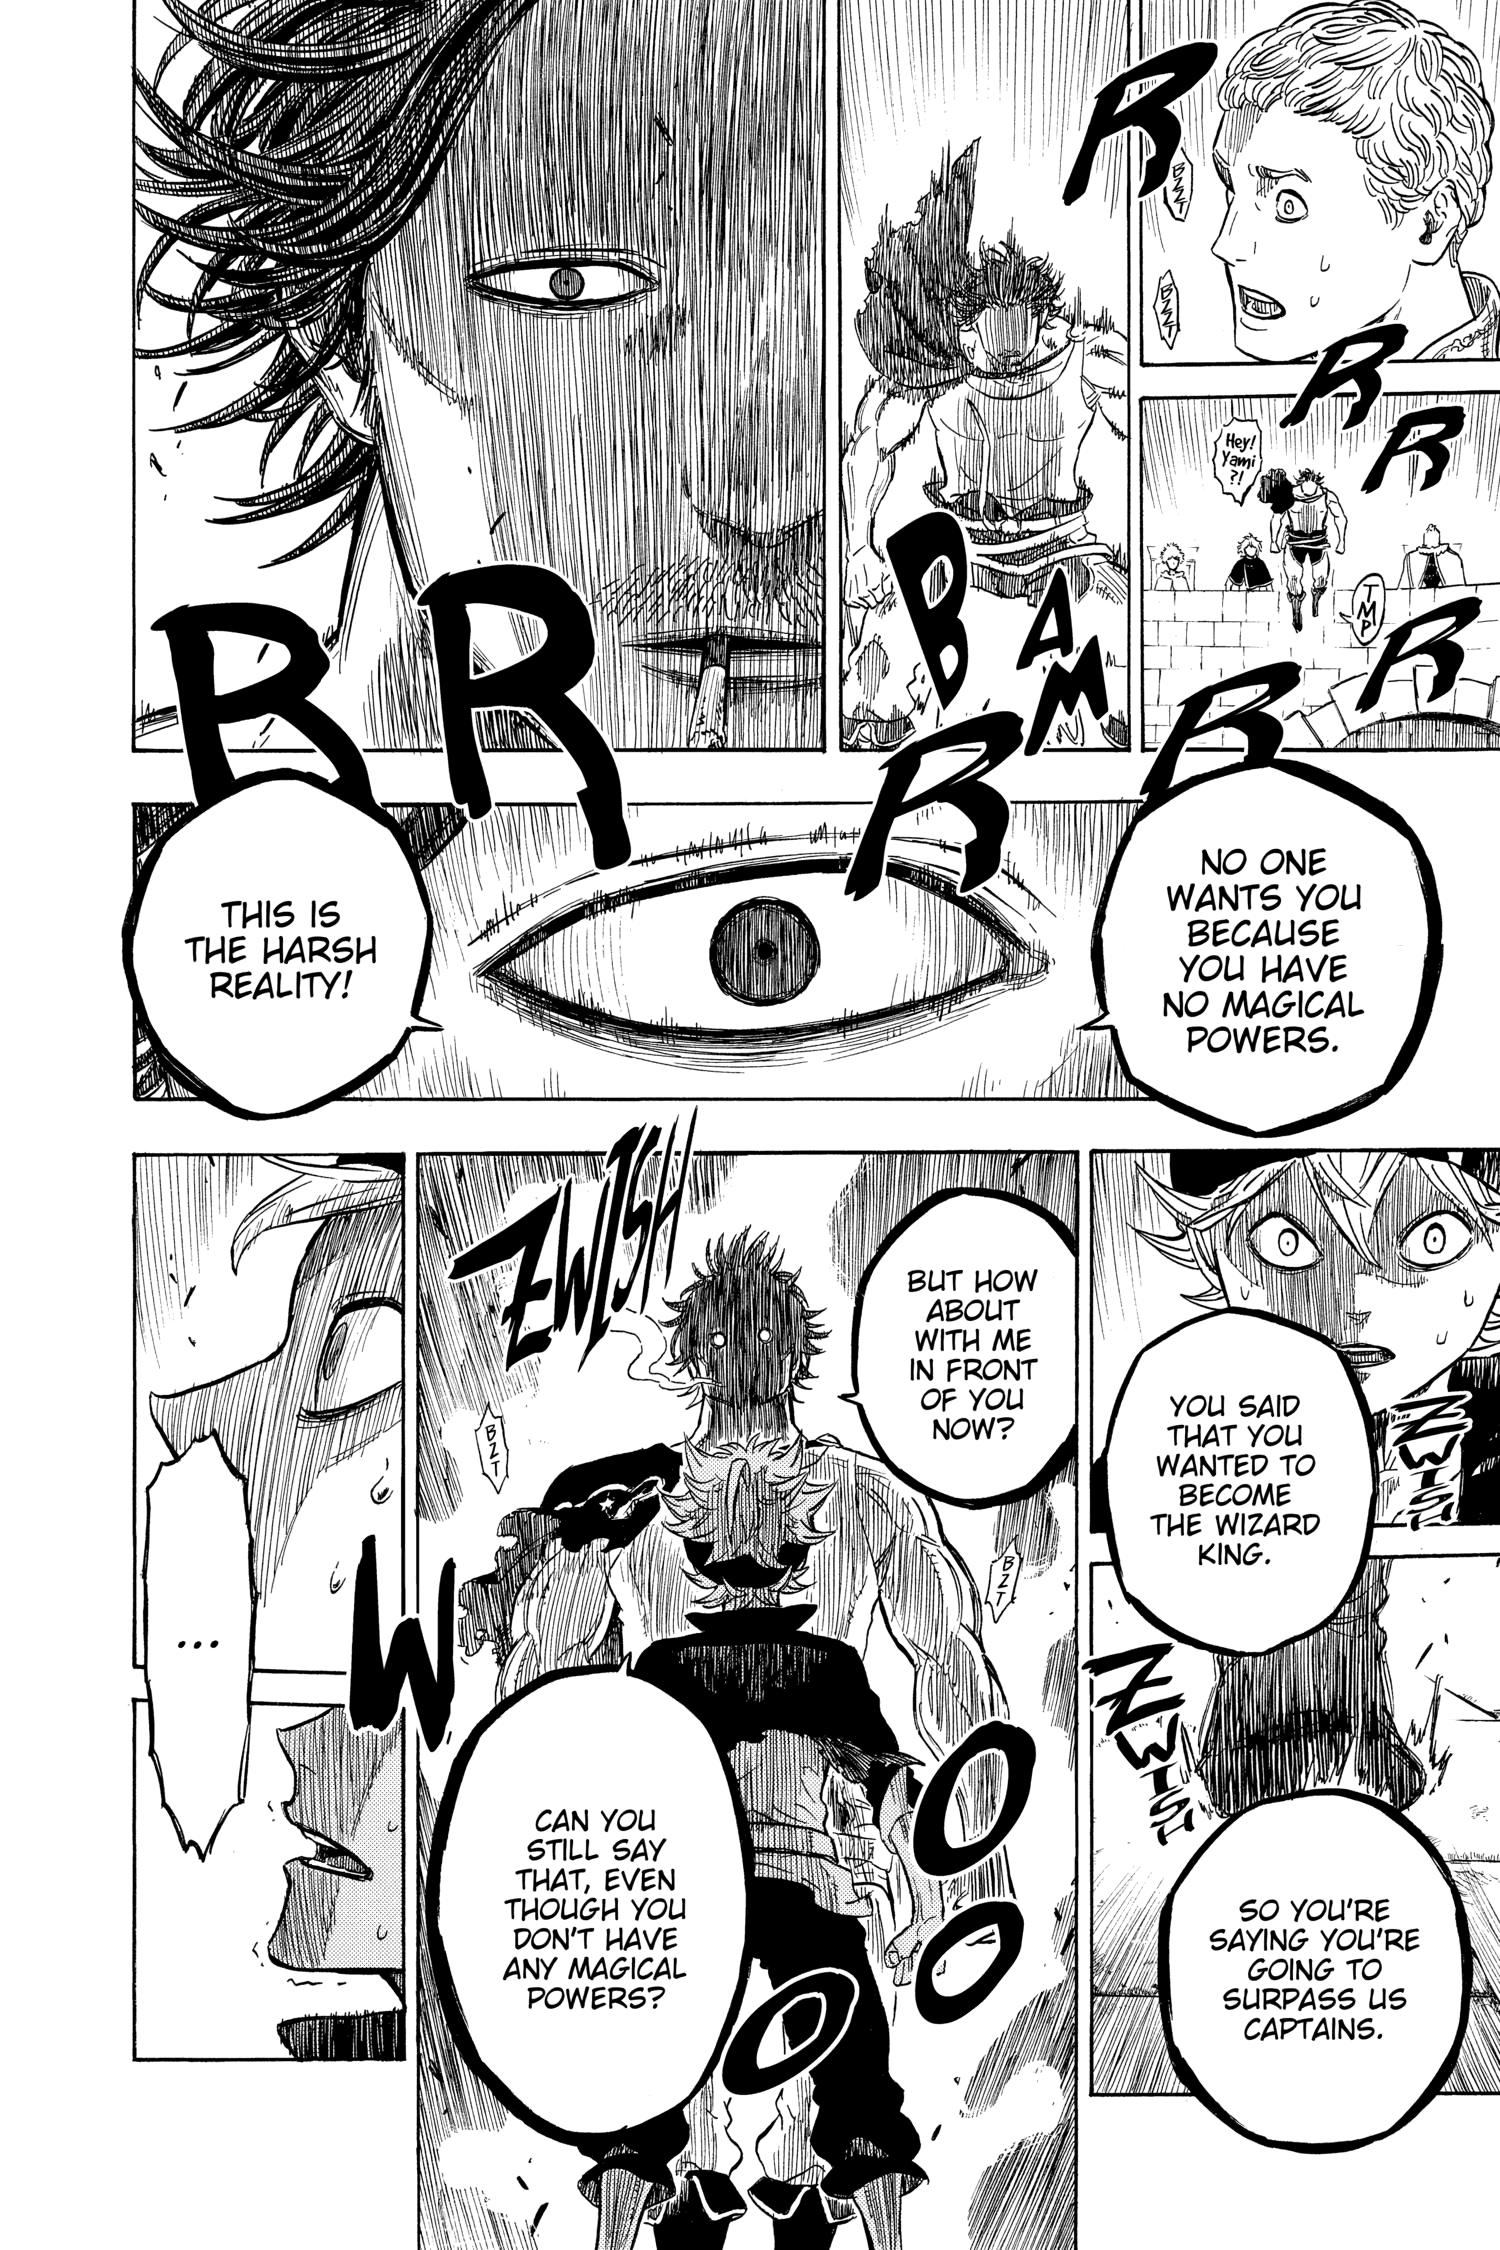 R
BZZT
BZZT
R
R
R
R
R
R
R
Hey!
Yami
?!
TMP
BAM
NO ONE
WANTS YOU
BECAUSE
YOU HAVE
NO MAGICAL
POWERS.
THIS IS
THE HARSH
REALITY!
ZWISH
YOU SAID
THAT YOU
WANTED TO
BECOME
THE WIZARD
KING.
ZWISH
SO YOU'RE
SAYING YOU'RE
GOING TO
SURPASS US
CAPTAINS.
ZWISH
BUT HOW
ABOUT
WITH ME
IN FRONT
OF YOU
NOW?
BZT
BZT
CAN YOU
STILL SAY
THAT, EVEN
THOUGH YOU
DON'T HAVE
ANY MAGICAL
POWERS?
WOOO
...